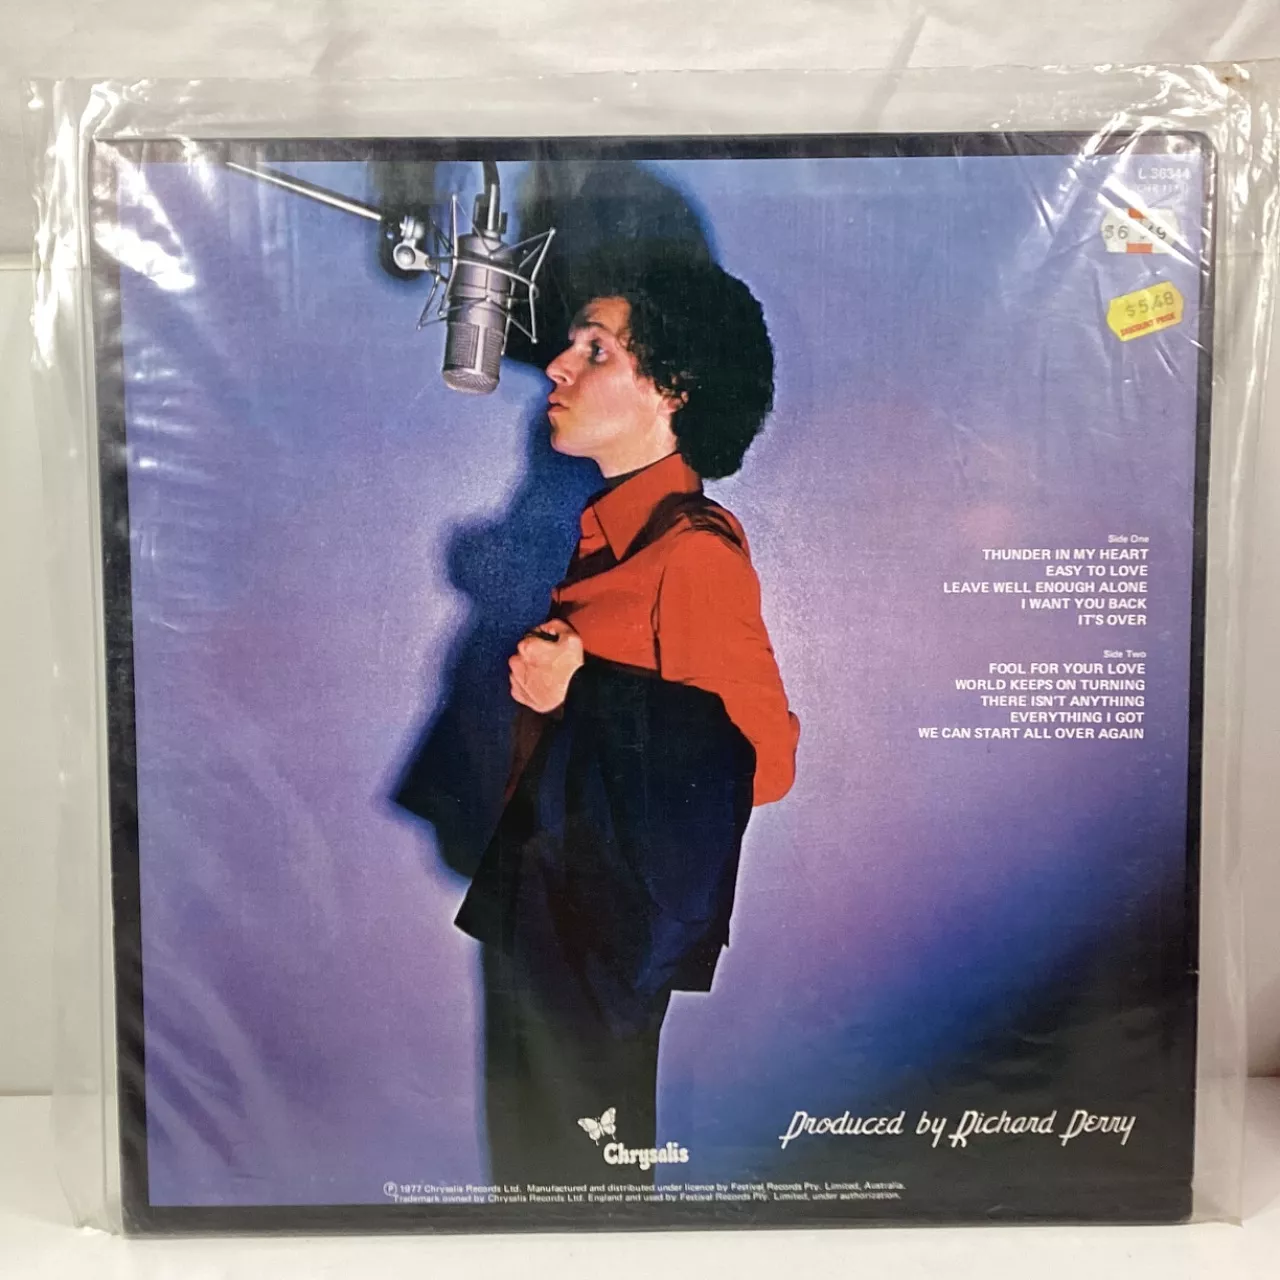 L 36344
$5.48
DISCOUNT PRICE
Side One
THUNDER IN MY HEART
EASY TO LOVE
LEAVE WELL ENOUGH ALONE
I WANT YOU BACK
IT'S OVER
Side Two
FOOL FOR YOUR LOVE
WORLD KEEPS ON TURNING
THERE ISN'T ANYTHING
EVERYTHING I GOT
WE CAN START ALL OVER AGAIN
Produced by Richard Perry
Chrysalis
Ⓟ 1977 Chrysalis Records Ltd. Manufactured and distributed under licence by Festival Records Pty. Limited, Australia.
Trademark owned by Chrysalis Records Ltd. England and used by Festival Records Pty. Limited, under authorization.